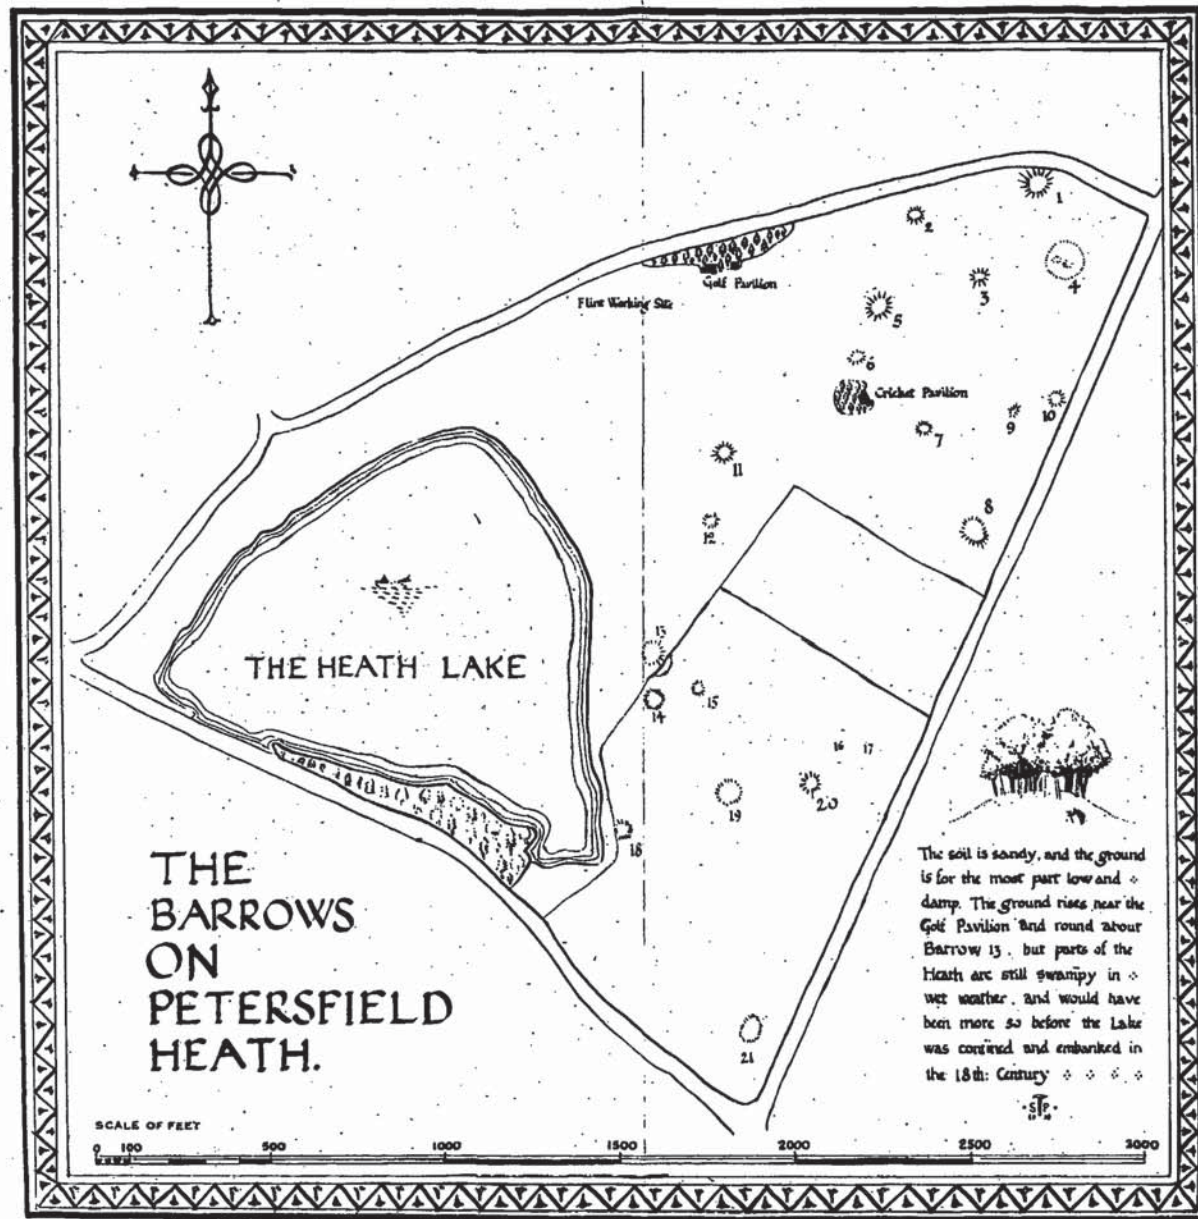 1
2
3
4
5
6
7
8
9
10
11
12
13
14
15
16
17
18
19
20
21
Golf Pavilion
Flint Working Site
Cricket Pavilion
THE HEATH LAKE
THE
BARROWS
ON
PETERSFIELD
HEATH.
The soil is sandy, and the ground
is for the most part low and
damp. The ground rises near the
Golf Pavilion and round about
Barrow 13, but parts of the
Heath are still swampy in
wet weather, and would have
been more so before the Lake
was confined and embanked in
the 18th: Century
SCALE OF FEET
0 100 500 1000 1500 2000 2500 3000